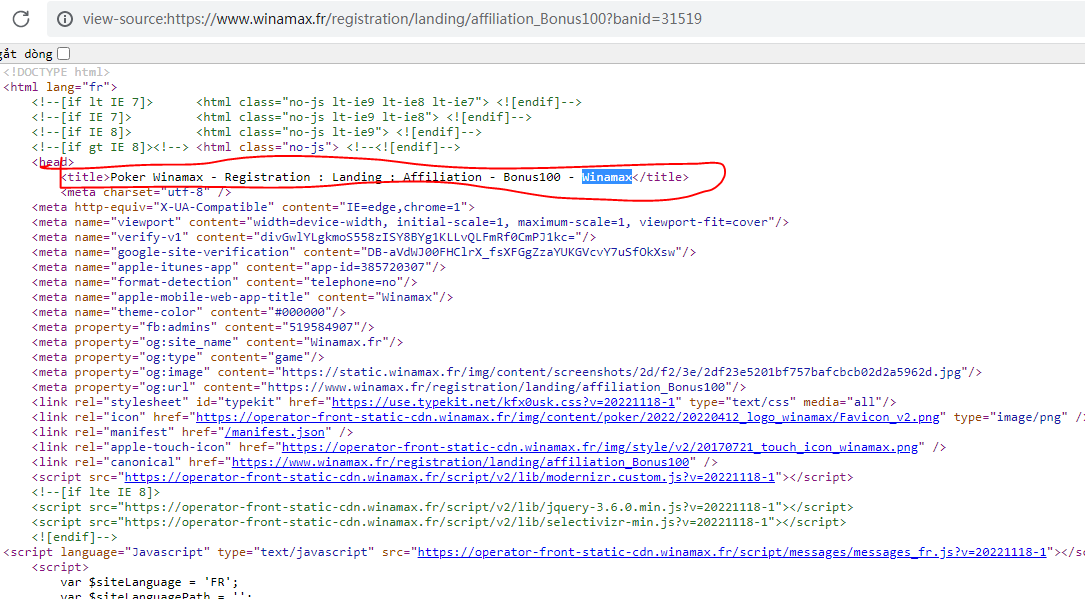 view-source:https://www.winamax.fr/registration/landing/affiliation_Bonus100?banid=31519
gắt dòng
<!DOCTYPE html>
<html lang="fr">
<!--[if lt IE 7]> <html class="no-js lt-ie9 lt-ie8 lt-ie7"> <![endif]-->
<!--[if IE 7]> <html class="no-js lt-ie9 lt-ie8"> <![endif]-->
<!--[if IE 8]> <html class="no-js lt-ie9"> <![endif]-->
<!--[if gt IE 8]><!--> <html class="no-js"> <!--<![endif]-->
<head>
<title>Poker Winamax - Registration : Landing : Affiliation - Bonus100 - Winamax</title>
<meta charset="utf-8" />
<meta http-equiv="X-UA-Compatible" content="IE=edge,chrome=1">
<meta name="viewport" content="width=device-width, initial-scale=1, maximum-scale=1, viewport-fit=cover"/>
<meta name="verify-v1" content="divGwlYLgkmoS558zISY8BYg1KLLvQLFmRf0CmPJ1kc="/>
<meta name="google-site-verification" content="DB-aVdWJ00FHClrX_fsXFGgZzaYUKGVcvY7uSfOkXsw"/>
<meta name="apple-itunes-app" content="app-id=385720307"/>
<meta name="format-detection" content="telephone=no"/>
<meta name="apple-mobile-web-app-title" content="Winamax"/>
<meta name="theme-color" content="#000000"/>
<meta property="fb:admins" content="519584907"/>
<meta property="og:site_name" content="Winamax.fr"/>
<meta property="og:type" content="game"/>
<meta property="og:image" content="https://static.winamax.fr/img/content/screenshots/2d/f2/3e/2df23e5201bf757bafcbcb02d2a5962d.jpg"/>
<meta property="og:url" content="https://www.winamax.fr/registration/landing/affiliation_Bonus100"/>
<link rel="stylesheet" id="typekit" href="https://use.typekit.net/kfx0usk.css?v=20221118-1" type="text/css" media="all"/>
<link rel="icon" href="https://operator-front-static-cdn.winamax.fr/img/content/poker/2022/20220412_logo_winamax/Favicon_v2.png" type="image/png" /
<link rel="manifest" href="/manifest.json" />
<link rel="apple-touch-icon" href="https://operator-front-static-cdn.winamax.fr/img/style/v2/20170721_touch_icon_winamax.png" />
<link rel="canonical" href="https://www.winamax.fr/registration/landing/affiliation_Bonus100" />
<script src="https://operator-front-static-cdn.winamax.fr/script/v2/lib/modernizr.custom.js?v=20221118-1"></script>
<!--[if lte IE 8]>
<script src="https://operator-front-static-cdn.winamax.fr/script/v2/lib/jquery-3.6.0.min.js?v=20221118-1"></script>
<script src="https://operator-front-static-cdn.winamax.fr/script/v2/lib/selectivizr-min.js?v=20221118-1"></script>
<![endif]-->
<script language="Javascript" type="text/javascript" src="https://operator-front-static-cdn.winamax.fr/script/messages/messages_fr.js?v=20221118-1"></sc
<script>
var $siteLanguage = 'FR';
var $siteLanguagePath = '';